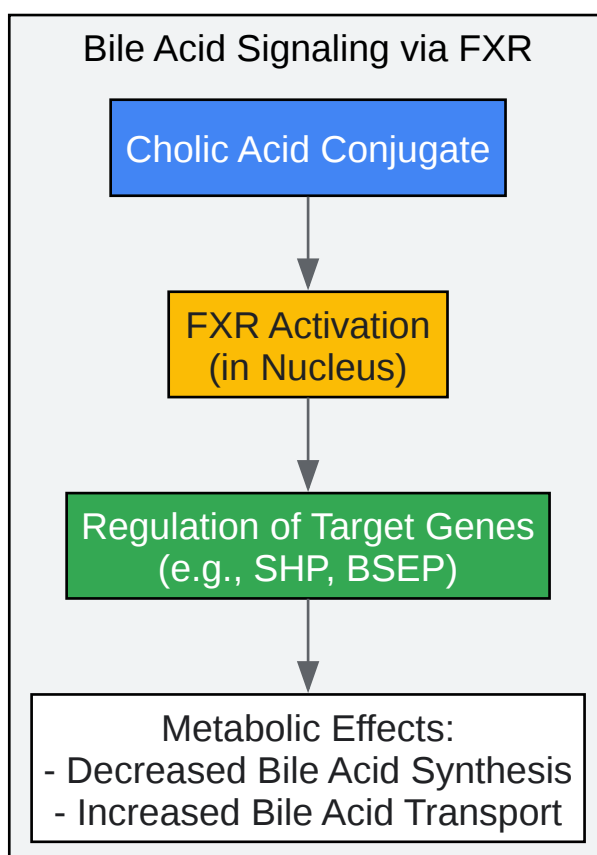 Bile Acid Signaling via FXR
Cholic Acid Conjugate
FXR Activation
(in Nucleus)
Regulation of Target Genes
(e.g., SHP, BSEP)
Metabolic Effects:
- Decreased Bile Acid Synthesis
- Increased Bile Acid Transport